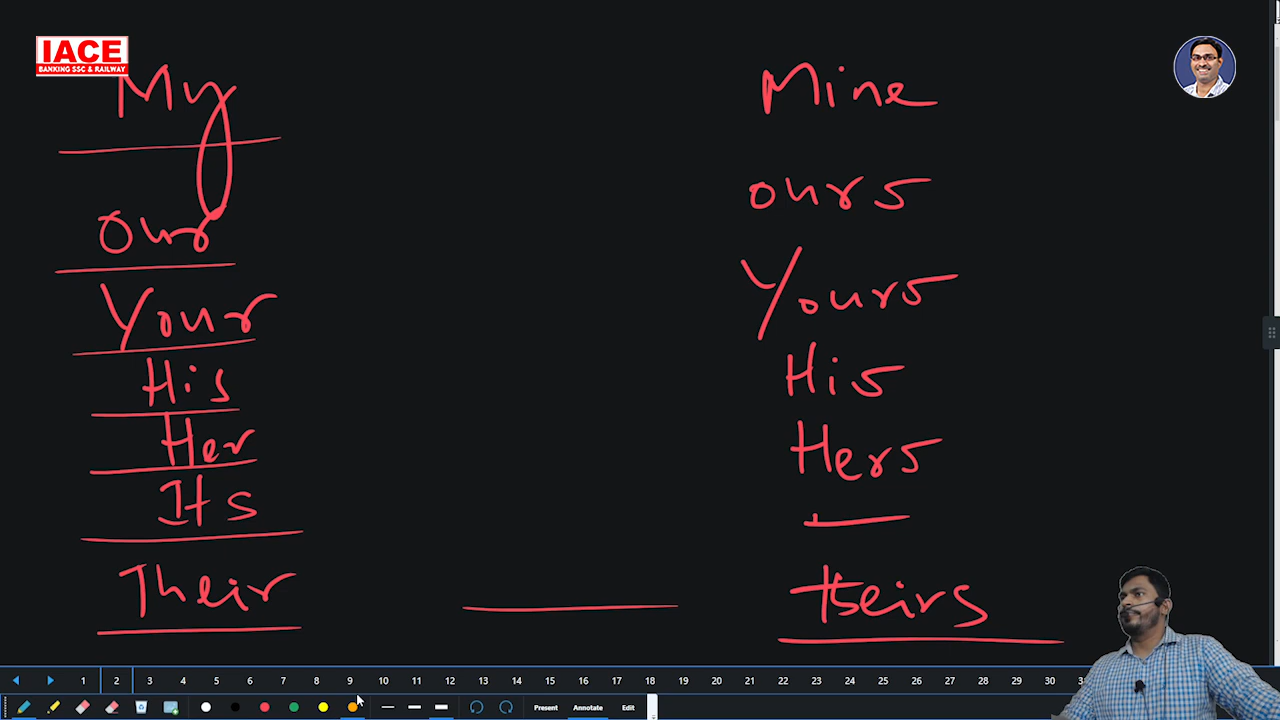 IACE
BANKING SSC & RAILWAY
My Mine
Our ours
Your Yours
His His
Her Hers
Its
Their theirs
1 2 3 4 5 6 7 8 9 10 11 12 13 14 15 16 17 18 19 20 21 22 23 24 25 26 27 28 29 30
Present Annotate Edit